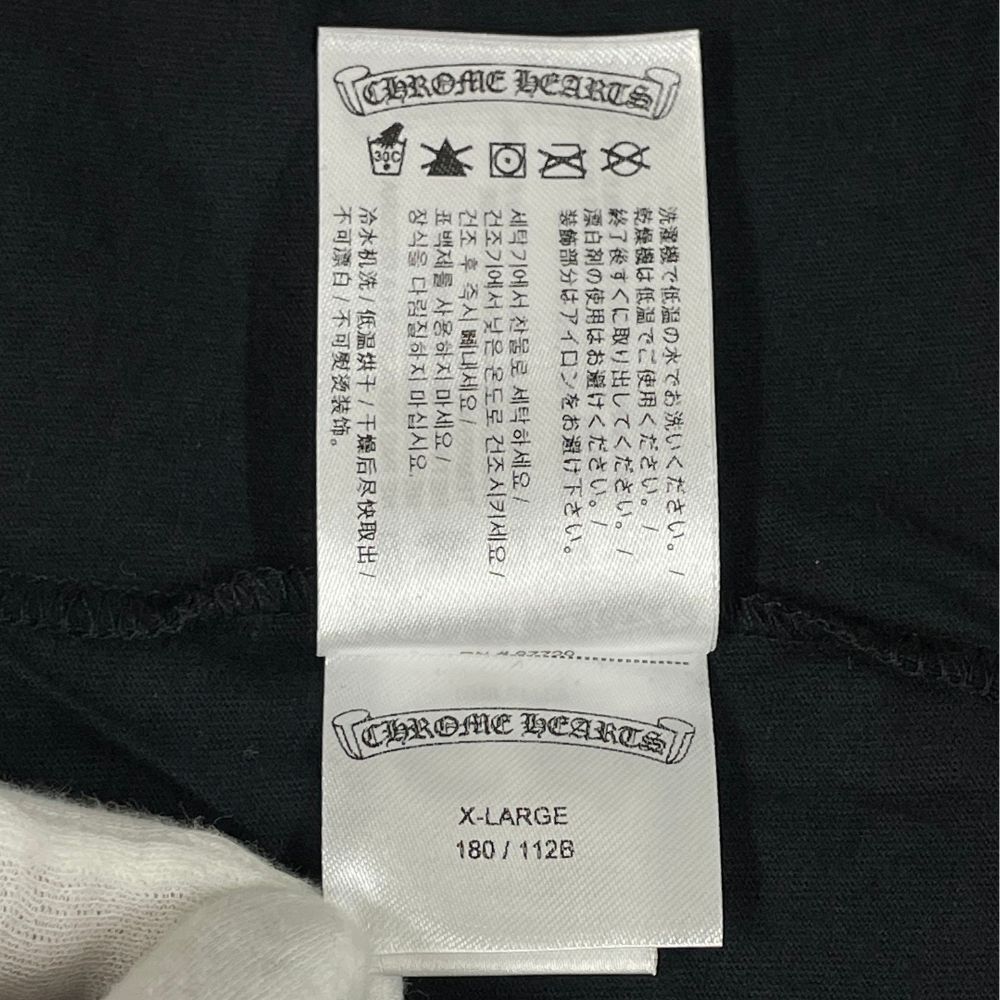 CHROME HEARTS
30C
洗濯機で低温の水でお洗いください。/
乾燥機は低温でご使用ください。/
終了後すぐに取り出してください。/
漂白剤の使用はお避けください。/
装飾部分はアイロンをお避け下さい。
세탁기에서 찬물로 세탁하세요/
건조기에서 낮은 온도로 건조시키세요/
건조 후 즉시 빼내세요/
표백제를 사용하지 마세요/
장식을 다림질하지 마십시요.
冷水机洗/低温烘干/干燥后尽快取出/
不可漂白/不可熨烫装饰。
CHROME HEARTS
X-LARGE
180 / 112B